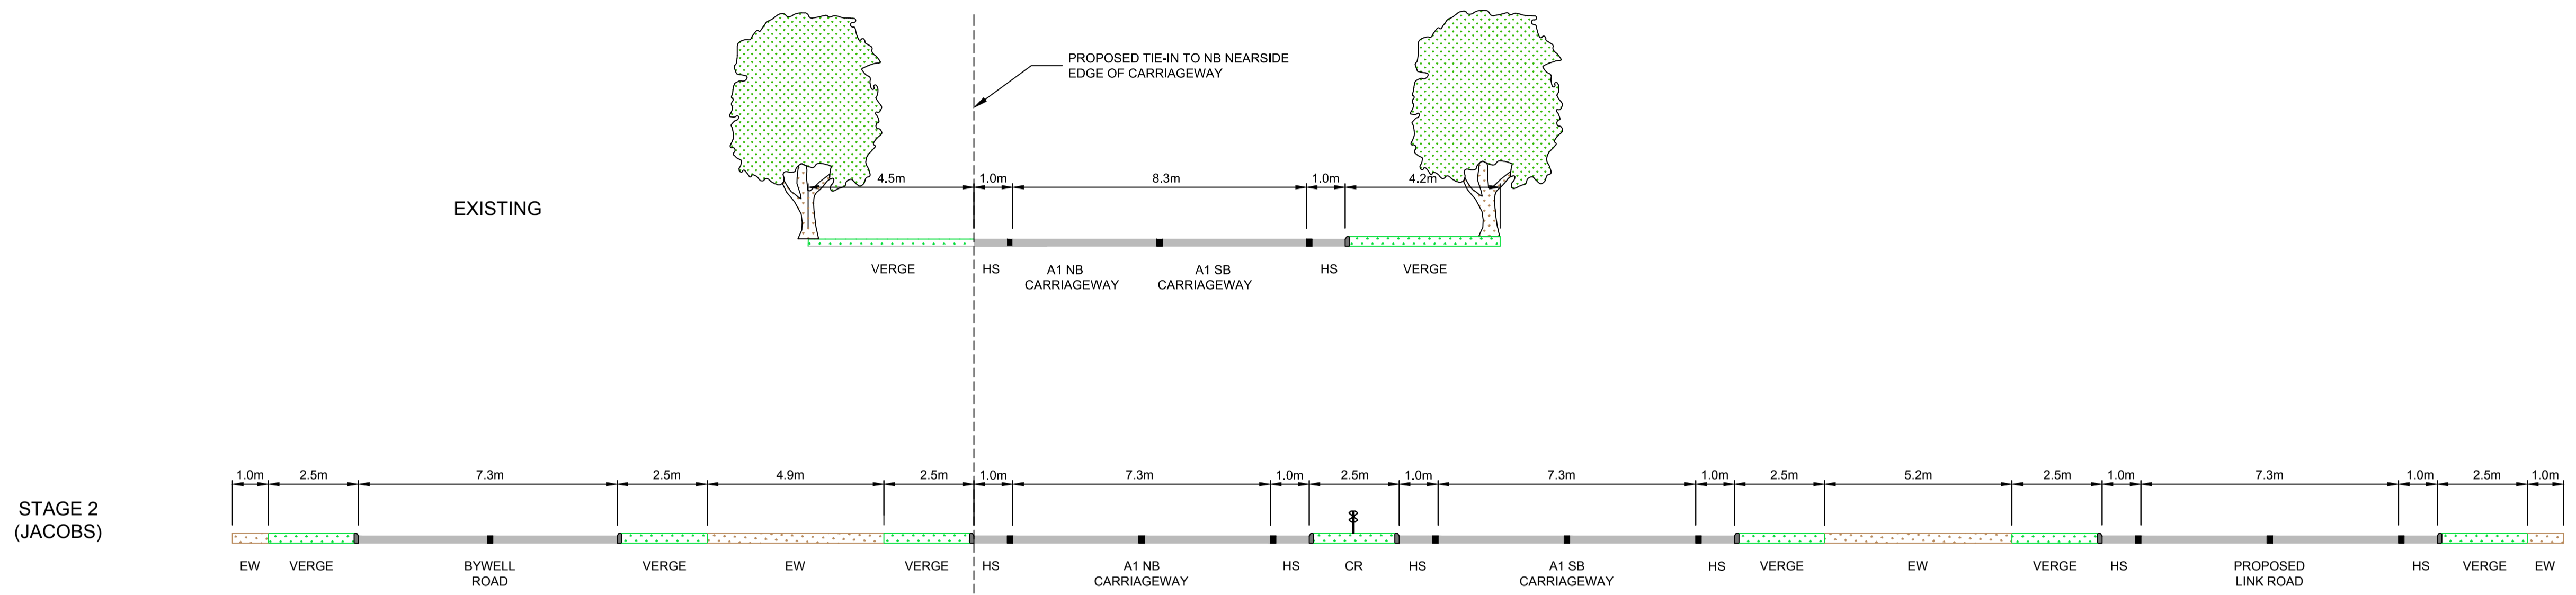 PROPOSED TIE-IN TO NB NEARSIDE
EDGE OF CARRIAGEWAY
4.5m 1.0m 8.3m 1.0m 4.2m
EXISTING
VERGE HS A1 NB A1 SB HS VERGE
CARRIAGEWAY CARRIAGEWAY
1.0m 2.5m 7.3m 2.5m 4.9m 2.5m 1.0m 7.3m 1.0m 2.5m 1.0m 7.3m 1.0m 2.5m 5.2m 2.5m 1.0m 7.3m 1.0m 2.5m 1.0m
STAGE 2
(JACOBS)
EW VERGE BYWELL VERGE EW VERGE HS A1 NB HS CR HS A1 SB HS VERGE EW VERGE HS PROPOSED HS VERGE EW
ROAD CARRIAGEWAY CARRIAGEWAY LINK ROAD